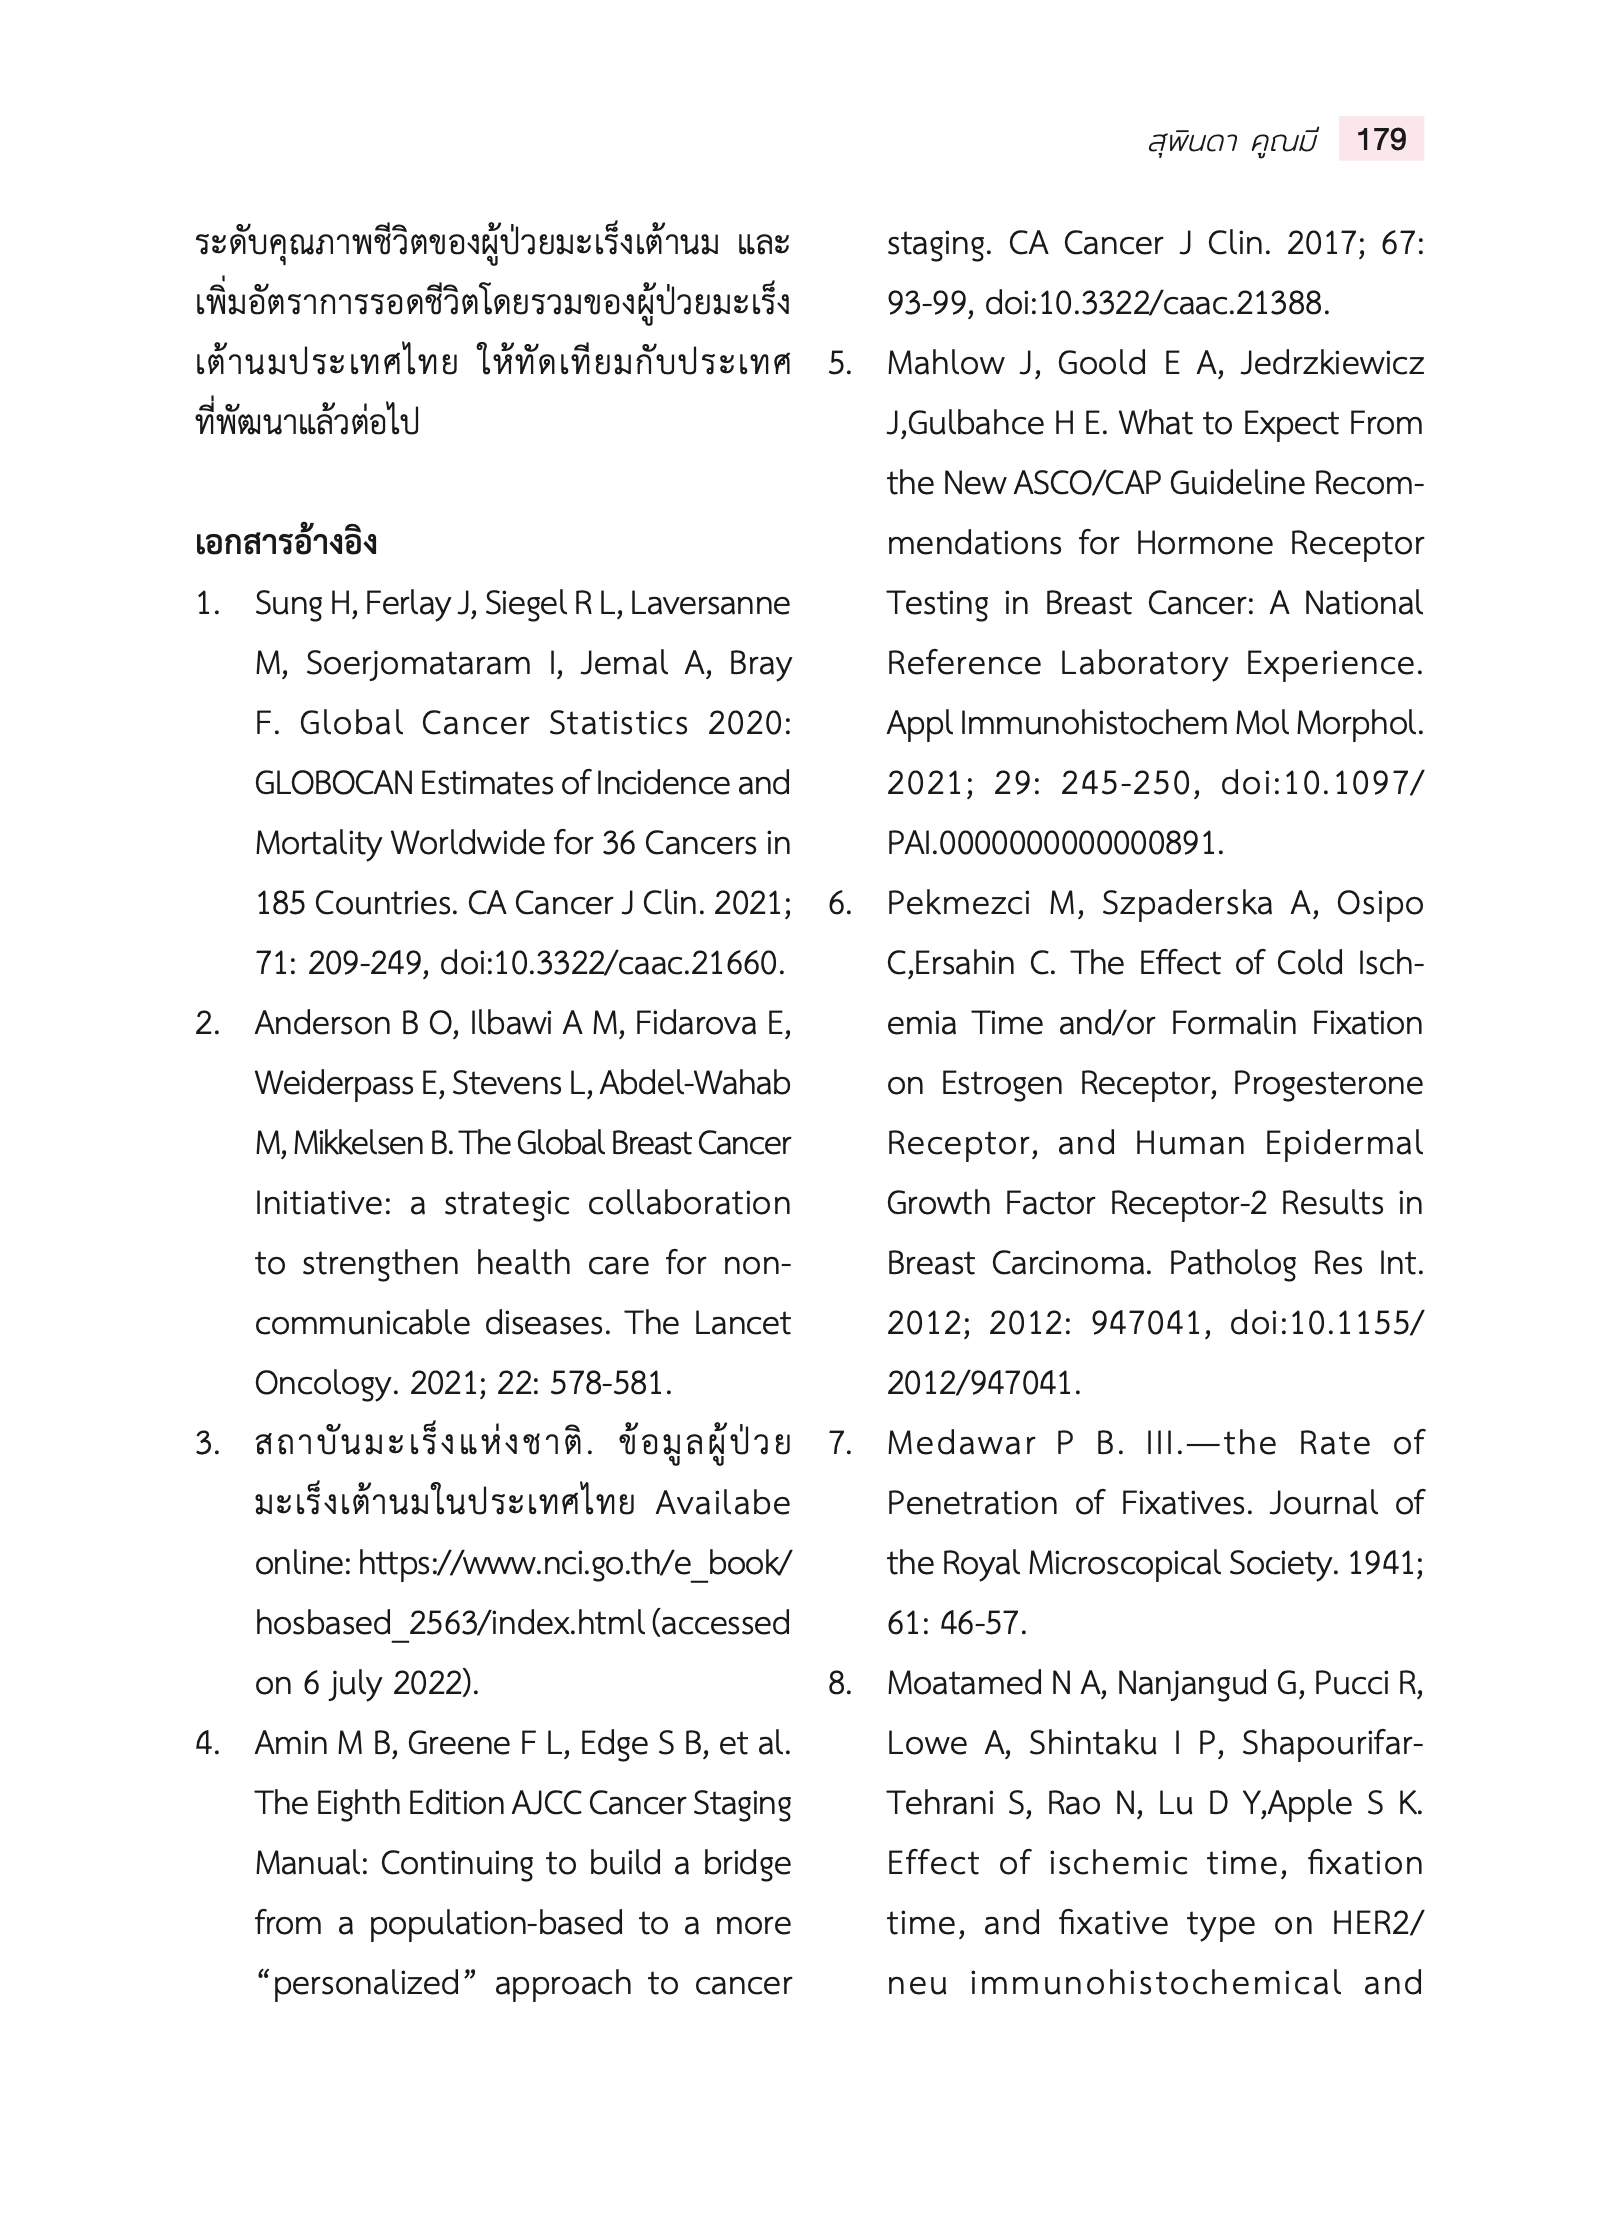 สุพินดา คูณมี 179
ระดับคุณภาพชีวิตของผู้ป่วยมะเร็งเต้านม และ
เพิ่มอัตราการรอดชีวิตโดยรวมของผู้ป่วยมะเร็ง
เต้านมประเทศไทย ให้ทัดเทียมกับประเทศ
ที่พัฒนาแล้วต่อไป
เอกสารอ้างอิง
1. Sung H, Ferlay J, Siegel R L, Laversanne
M, Soerjomataram I, Jemal A, Bray
F. Global Cancer Statistics 2020:
GLOBOCAN Estimates of Incidence and
Mortality Worldwide for 36 Cancers in
185 Countries. CA Cancer J Clin. 2021;
71: 209-249, doi:10.3322/caac.21660.
2. Anderson B O, Ilbawi A M, Fidarova E,
Weiderpass E, Stevens L, Abdel-Wahab
M, Mikkelsen B. The Global Breast Cancer
Initiative: a strategic collaboration
to strengthen health care for non-
communicable diseases. The Lancet
Oncology. 2021; 22: 578-581.
3. สถาบันมะเร็งแห่งชาติ. ข้อมูลผู้ป่วย
มะเร็งเต้านมในประเทศไทย Availabe
online: https://www.nci.go.th/e_book/
hosbased_2563/index.html (accessed
on 6 july 2022).
4. Amin M B, Greene F L, Edge S B, et al.
The Eighth Edition AJCC Cancer Staging
Manual: Continuing to build a bridge
from a population-based to a more
“personalized” approach to cancer
staging. CA Cancer J Clin. 2017; 67:
93-99, doi:10.3322/caac.21388.
5. Mahlow J, Goold E A, Jedrzkiewicz
J,Gulbahce H E. What to Expect From
the New ASCO/CAP Guideline Recom-
mendations for Hormone Receptor
Testing in Breast Cancer: A National
Reference Laboratory Experience.
Appl Immunohistochem Mol Morphol.
2021; 29: 245-250, doi:10.1097/
PAI.0000000000000891.
6. Pekmezci M, Szpaderska A, Osipo
C,Ersahin C. The Effect of Cold Isch-
emia Time and/or Formalin Fixation
on Estrogen Receptor, Progesterone
Receptor, and Human Epidermal
Growth Factor Receptor-2 Results in
Breast Carcinoma. Patholog Res Int.
2012; 2012: 947041, doi:10.1155/
2012/947041.
7. Medawar P B. III.—the Rate of
Penetration of Fixatives. Journal of
the Royal Microscopical Society. 1941;
61: 46-57.
8. Moatamed N A, Nanjangud G, Pucci R,
Lowe A, Shintaku I P, Shapourifar-
Tehrani S, Rao N, Lu D Y,Apple S K.
Effect of ischemic time, fixation
time, and fixative type on HER2/
neu immunohistochemical and